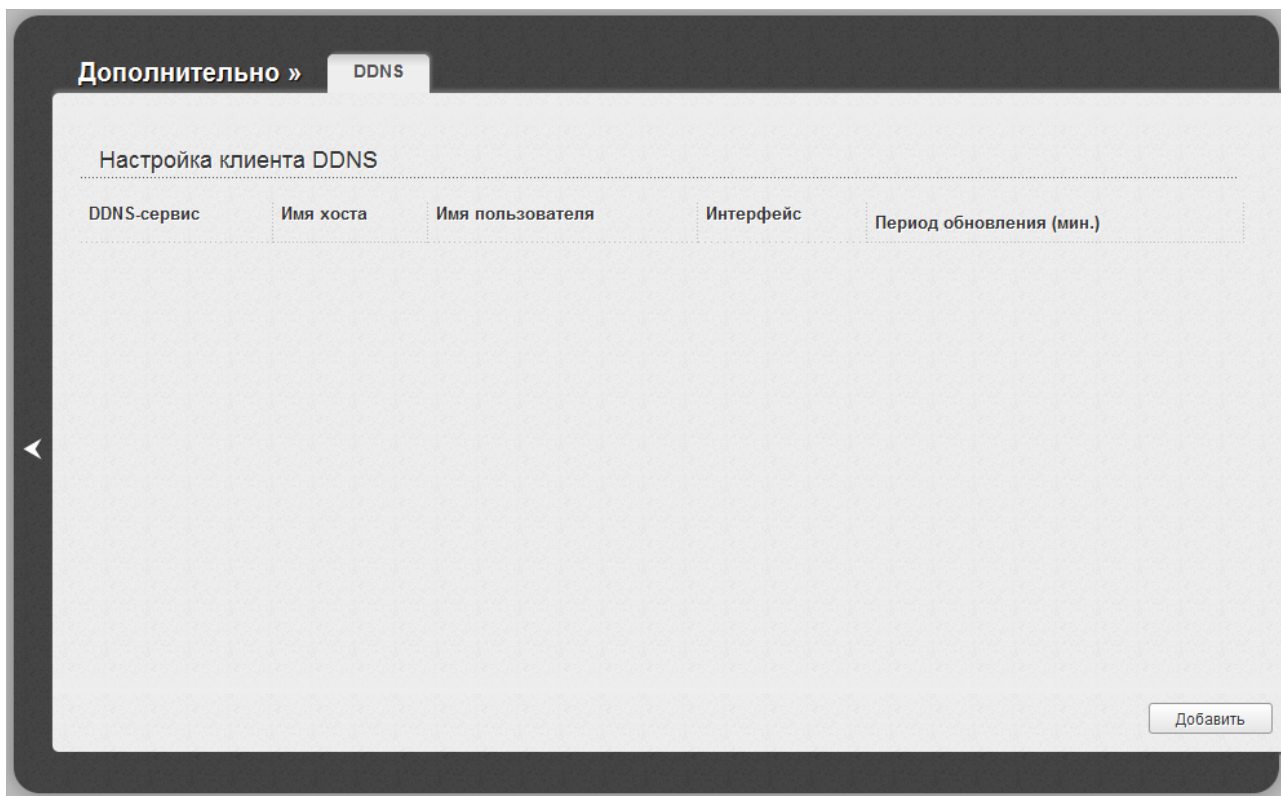 Дополнительно »
DDNS
Настройка клиента DDNS
DDNS-сервис
Имя хоста
Имя пользователя
Интерфейс
Период обновления (мин.)
Добавить